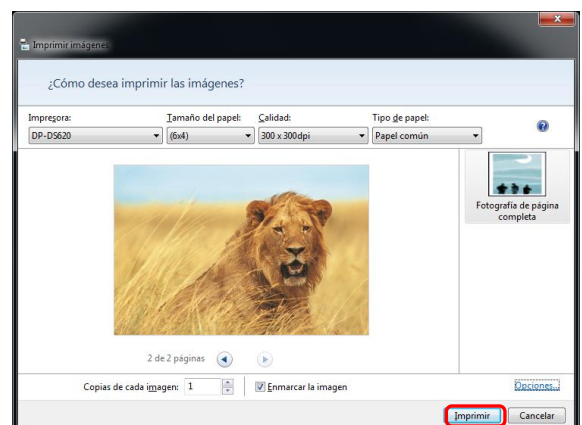 Imprimir imágenes
¿Cómo desea imprimir las imágenes?
Impresora: Tamaño del papel: Calidad: Tipo de papel:
DP-DS620 (6x4) 300 x 300dpi Papel común
Fotografía de página
completa
2 de 2 páginas
Copias de cada imagen: 1 Enmarcar la imagen Opciones...
Imprimir Cancelar